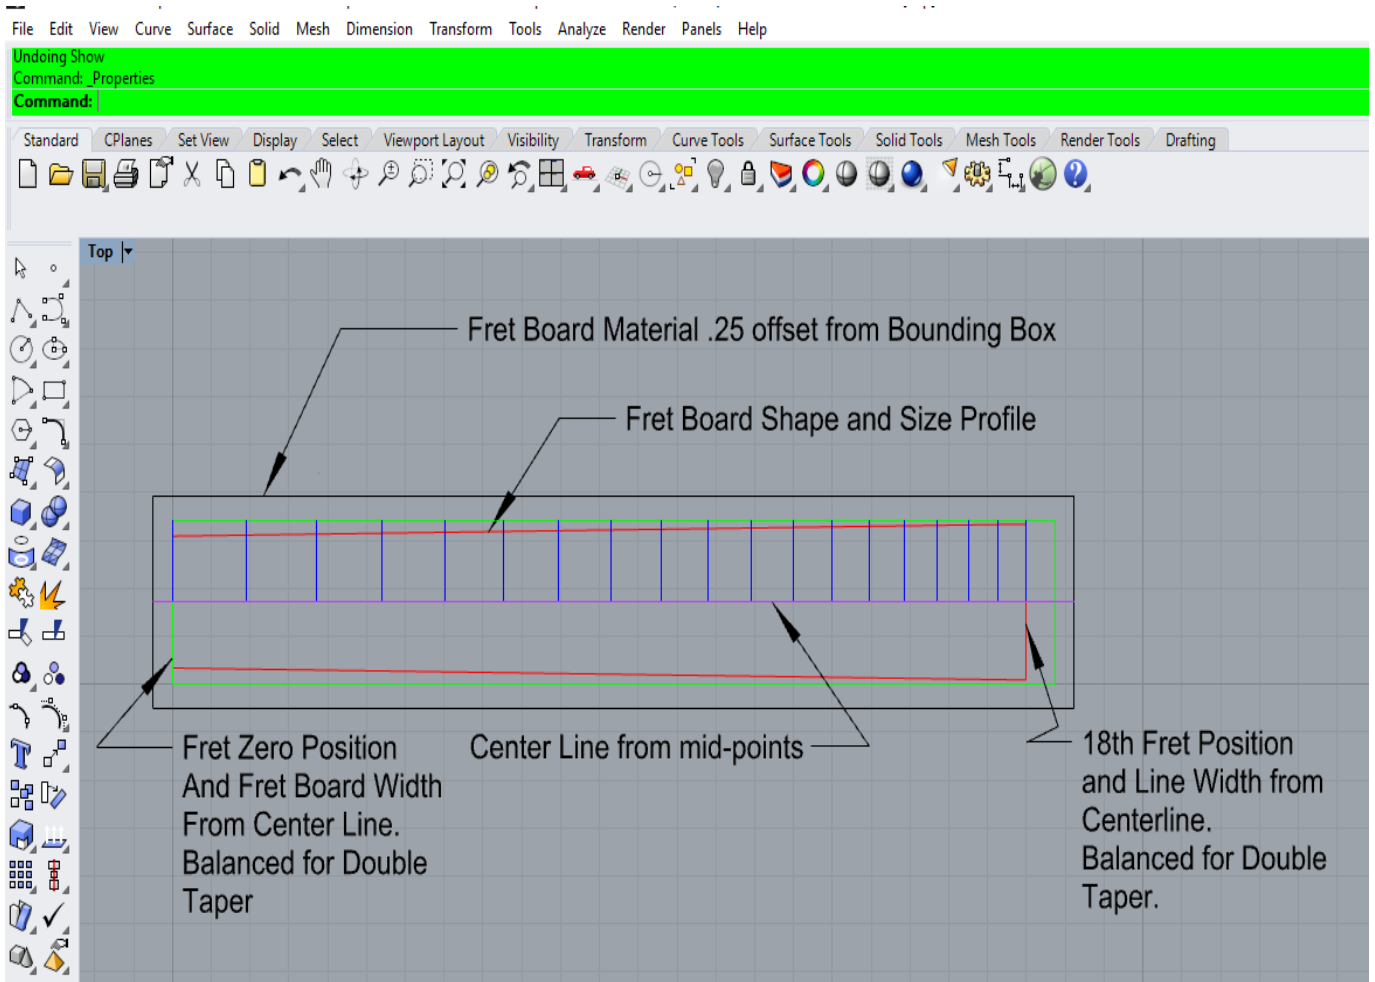 File Edit View Curve Surface Solid Mesh Dimension Transform Tools Analyze Render Panels Help
Undoing Show
Command: _Properties
Command:
Standard CPlanes Set View Display Select Viewport Layout Visibility Transform Curve Tools Surface Tools Solid Tools Mesh Tools Render Tools Drafting
Top
Fret Board Material .25 offset from Bounding Box
Fret Board Shape and Size Profile
Fret Zero Position
And Fret Board Width
From Center Line.
Balanced for Double
Taper
Center Line from mid-points
18th Fret Position
and Line Width from
Centerline.
Balanced for Double
Taper.